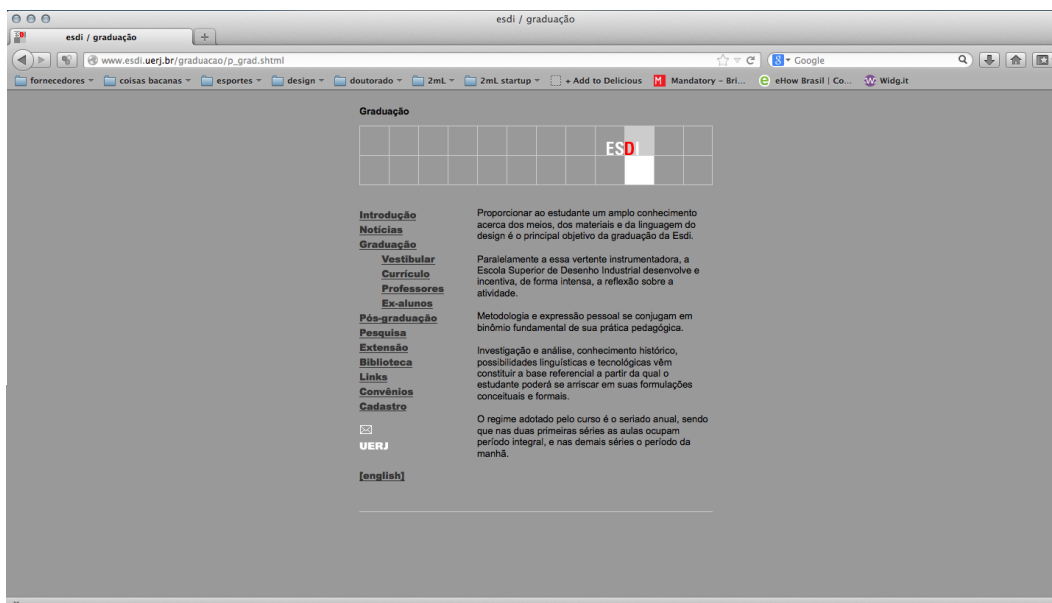 esdi / graduação
esdi / graduação
www.esdi.uerj.br/graduacao/p_grad.shtml
Google
fornecedores
coisas bacanas
esportes
design
doutorado
2mL
2mL startup
+ Add to Delicious
M Mandatory – Bri...
e eHow Brasil | Co...
W Widg.it
Graduação
ESDI
Introdução
Notícias
Graduação
Vestibular
Currículo
Professores
Ex-alunos
Pós-graduação
Pesquisa
Extensão
Biblioteca
Links
Convênios
Cadastro
UERJ
[english]
Proporcionar ao estudante um amplo conhecimento
acerca dos meios, dos materiais e da linguagem do
design é o principal objetivo da graduação da Esdi.
Paralelamente a essa vertente instrumentadora, a
Escola Superior de Desenho Industrial desenvolve e
incentiva, de forma intensa, a reflexão sobre a
atividade.
Metodologia e expressão pessoal se conjugam em
binômio fundamental de sua prática pedagógica.
Investigação e análise, conhecimento histórico,
possibilidades linguísticas e tecnológicas vêm
constituir a base referencial a partir da qual o
estudante poderá se arriscar em suas formulações
conceituais e formais.
O regime adotado pelo curso é o seriado anual, sendo
que nas duas primeiras séries as aulas ocupam
período integral, e nas demais séries o período da
manhã.